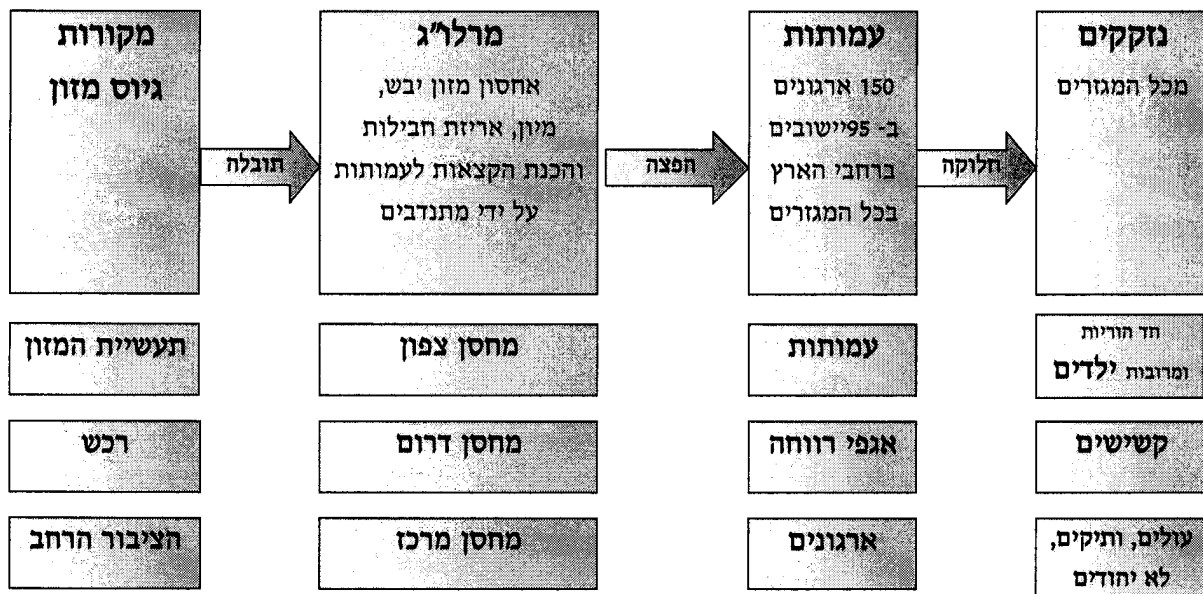 מקורות
גיוס מזון
תובלה
מרלו"ג
אחסון מזון יבש,
מיון, אריזת חבילות
והכנת הקצאות לעמותות
על ידי מתנדבים
הפצה
עמותות
150 ארגונים
ב- 95יישובים
ברחבי הארץ
בכל המגזרים
חלוקה
נזקקים
מכל המגזרים
תעשיית המזון
מחסן צפון
עמותות
חד הוריות
ומרובות ילדים
רכש
מחסן דרום
אגפי רווחה
קשישים
הציבור הרחב
מחסן מרכז
ארגונים
עולים, ותיקים,
לא יהודים